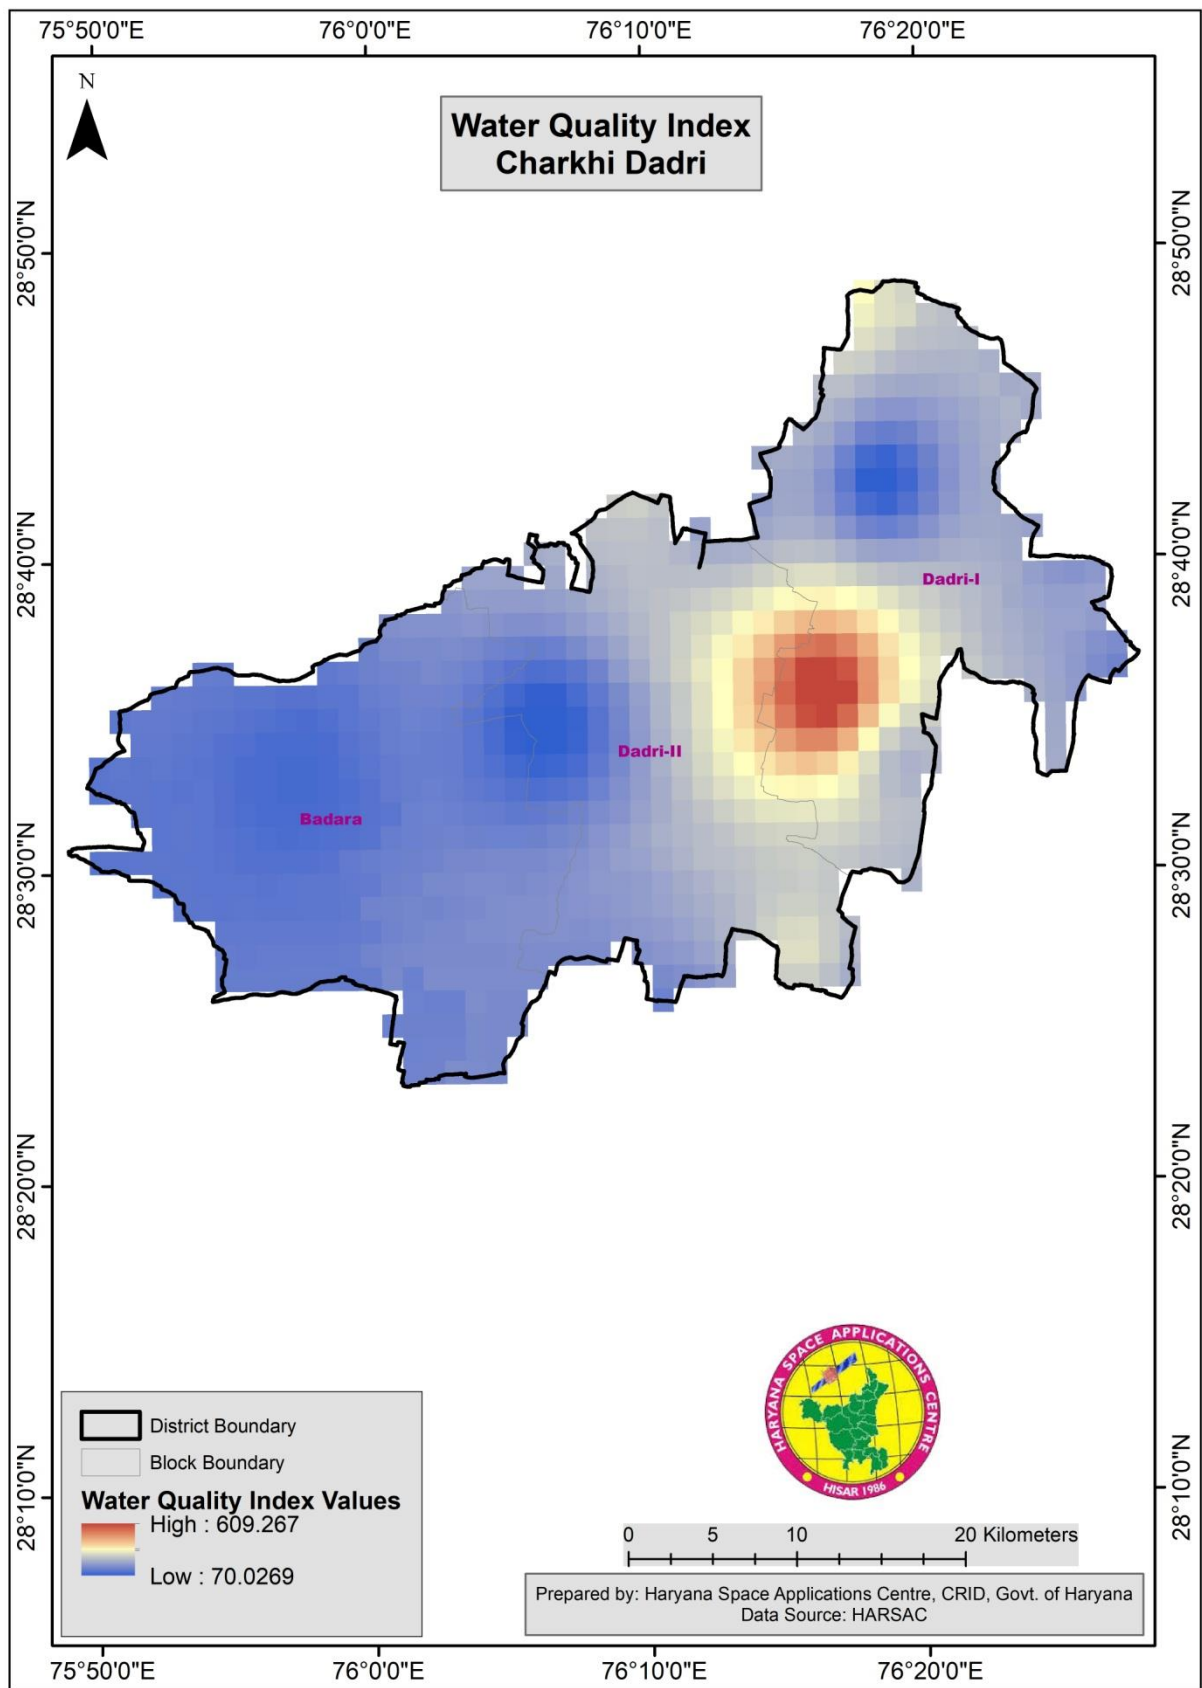 75°50'0"E
76°0'0"E
76°10'0"E
76°20'0"E
N
Water Quality Index
Charkhi Dadri
28°50'0"N
28°50'0"N
28°40'0"N
28°40'0"N
Dadri-I
Dadri-II
Badara
28°30'0"N
28°30'0"N
28°20'0"N
28°20'0"N
HARYANA SPACE APPLICATIONS CENTRE
HISAR 1986
28°10'0"N
28°10'0"N
District Boundary
Block Boundary
Water Quality Index Values
High : 609.267
Low : 70.0269
0 5 10 20 Kilometers
Prepared by: Haryana Space Applications Centre, CRID, Govt. of Haryana
Data Source: HARSAC
75°50'0"E
76°0'0"E
76°10'0"E
76°20'0"E